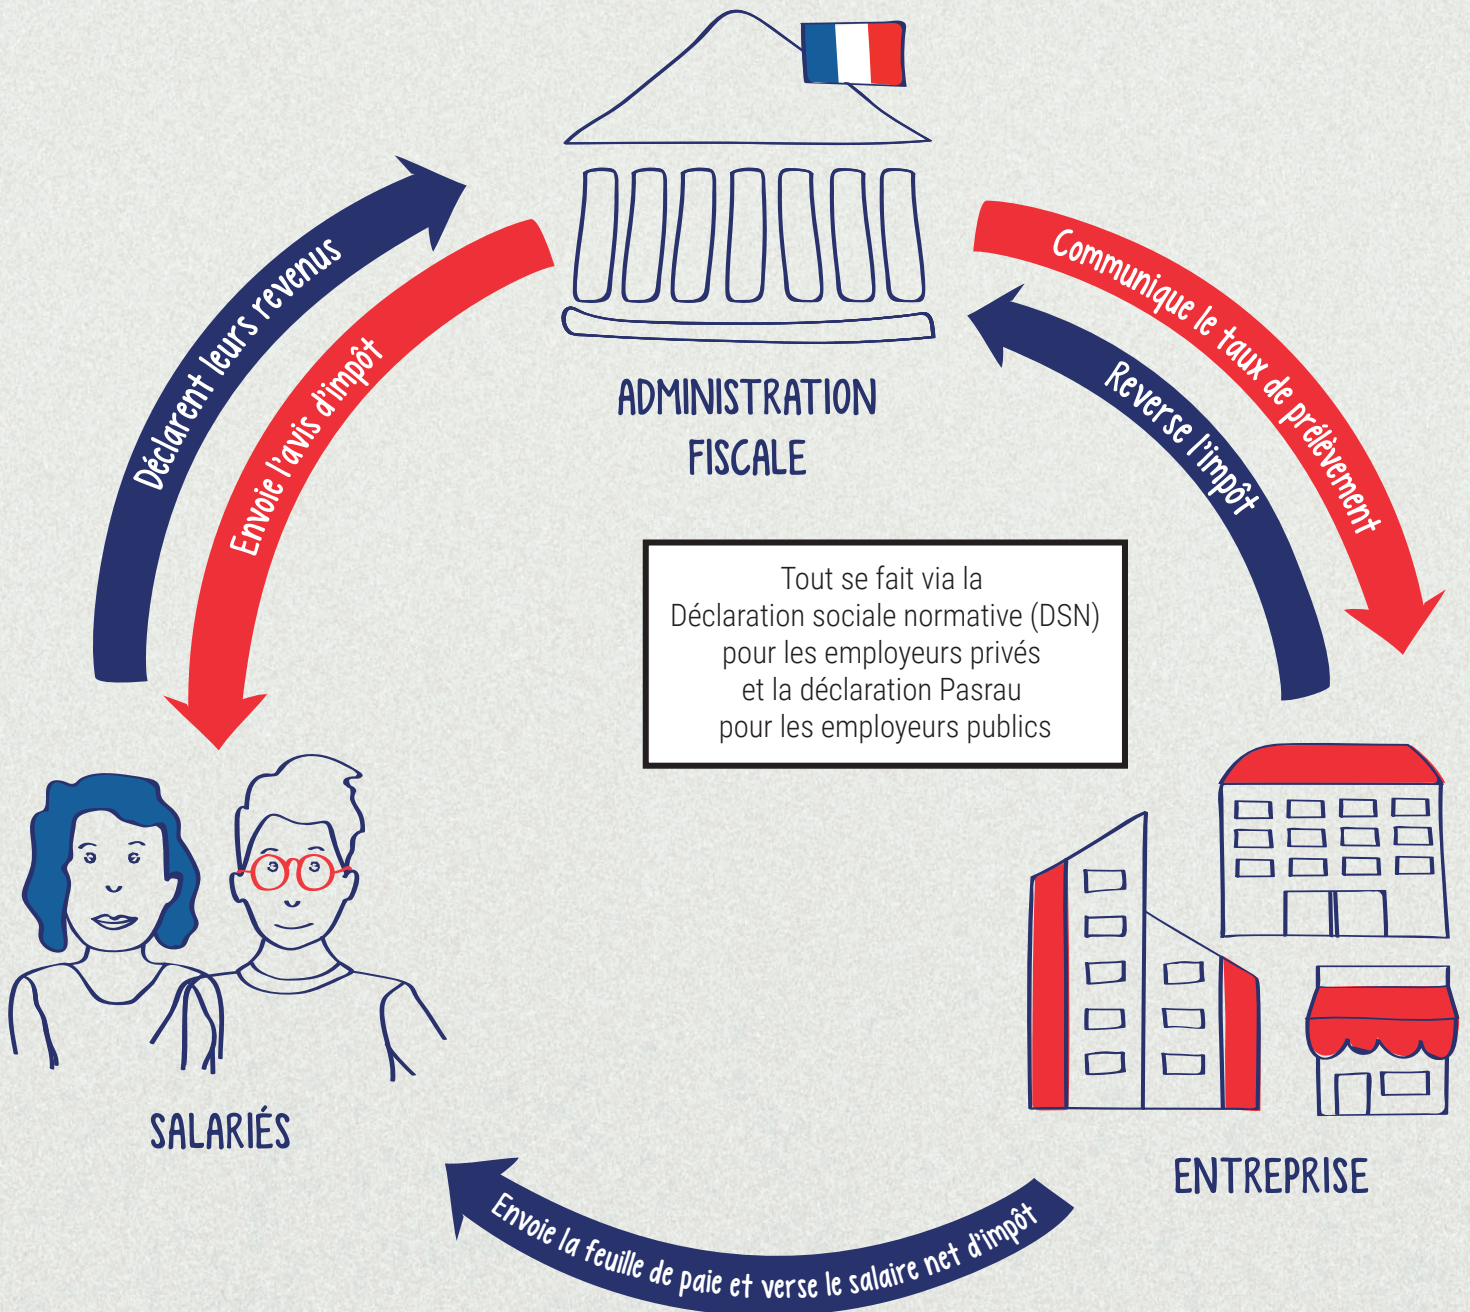 Déclarent leurs revenus
Envoie l'avis d'impôt
ADMINISTRATION
FISCALE
Communique le taux de prélèvement
Reverse l'impôt
Tout se fait via la
Déclaration sociale normative (DSN)
pour les employeurs privés
et la déclaration Pasrau
pour les employeurs publics
SALARIÉS
ENTREPRISE
Envoie la feuille de paie et verse le salaire net d'impôt